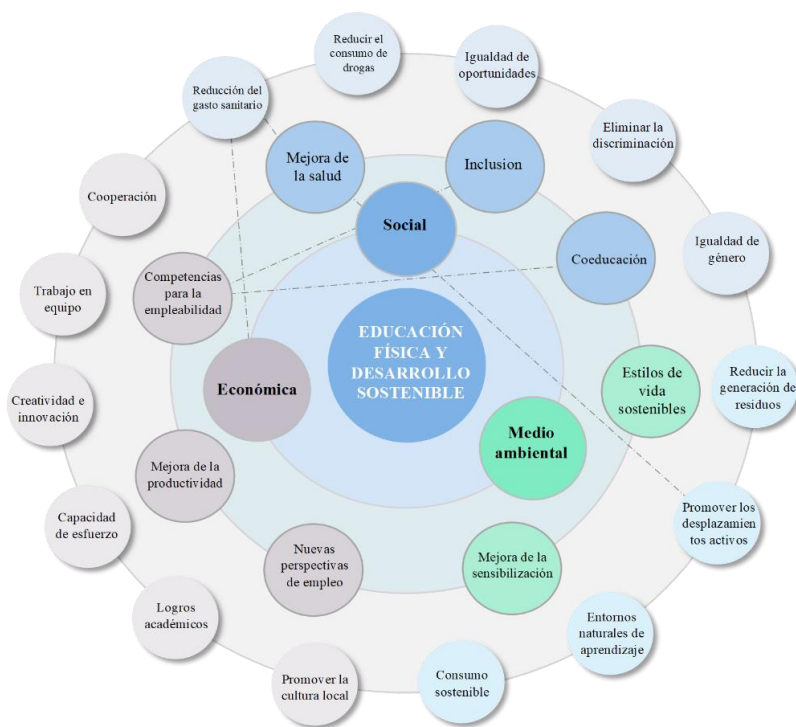 Reducir el
consumo de
drogas
Igualdad de
oportunidades
Reducción del
gasto sanitario
Eliminar la
discriminación
Mejora de
la salud
Inclusion
Cooperación
Social
Igualdad de
género
Coeducación
Competencias
para la
empleabilidad
Trabajo en
equipo
EDUCACIÓN
FÍSICA Y
DESARROLLO
SOSTENIBLE
Económica
Estilos de
vida
sostenibles
Reducir la
generación de
residuos
Creatividad e
innovación
Medio
ambiental
Mejora de la
productividad
Capacidad
de esfuerzo
Promover los
desplazamien
tos activos
Nuevas
perspectivas
de empleo
Mejora de la
sensibilización
Logros
académicos
Entornos
naturales de
aprendizaje
Promover la
cultura local
Consumo
sostenible